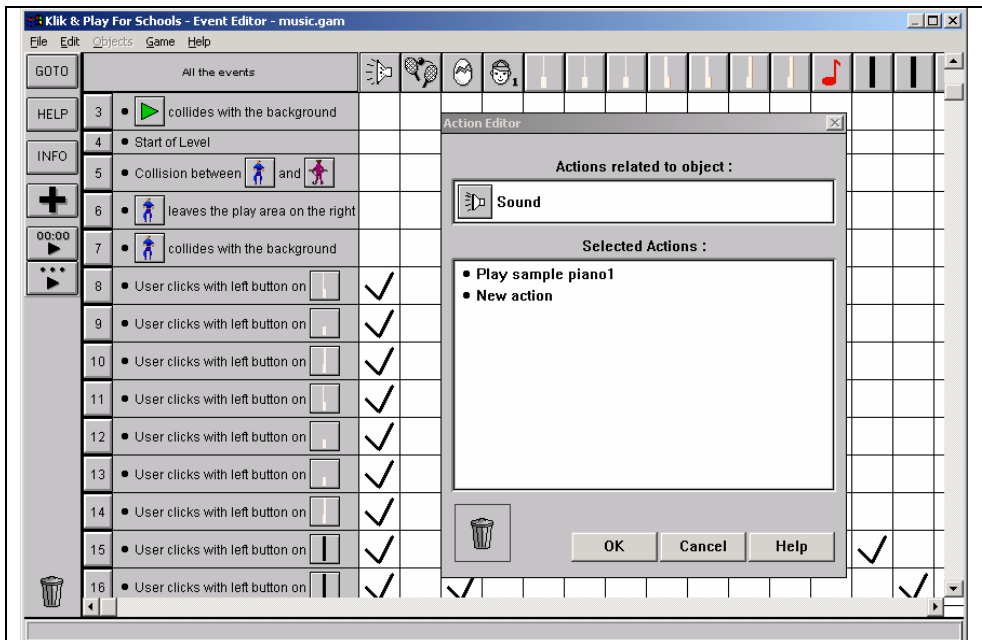 Klik & Play For Schools - Event Editor - music.gam
File Edit Objects Game Help
GOTO
All the events
1
HELP
3 • collides with the background
4 • Start of Level
INFO
5 • Collision between and
6 • leaves the play area on the right
00:00
7 • collides with the background
8 • User clicks with left button on
9 • User clicks with left button on
10 • User clicks with left button on
11 • User clicks with left button on
12 • User clicks with left button on
13 • User clicks with left button on
14 • User clicks with left button on
15 • User clicks with left button on
16 • User clicks with left button on
Action Editor
Actions related to object :
Sound
Selected Actions :
• Play sample piano1
• New action
OK Cancel Help